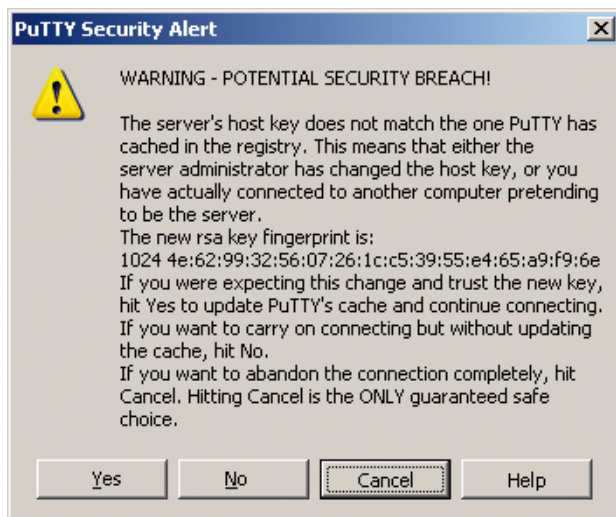 PuTTY Security Alert
WARNING - POTENTIAL SECURITY BREACH!
The server's host key does not match the one PuTTY has
cached in the registry. This means that either the
server administrator has changed the host key, or you
have actually connected to another computer pretending
to be the server.
The new rsa key fingerprint is:
1024 4e:62:99:32:56:07:26:1c:c5:39:55:e4:65:a9:f9:6e
If you were expecting this change and trust the new key,
hit Yes to update PuTTY's cache and continue connecting.
If you want to carry on connecting but without updating
the cache, hit No.
If you want to abandon the connection completely, hit
Cancel. Hitting Cancel is the ONLY guaranteed safe
choice.
Yes No Cancel Help